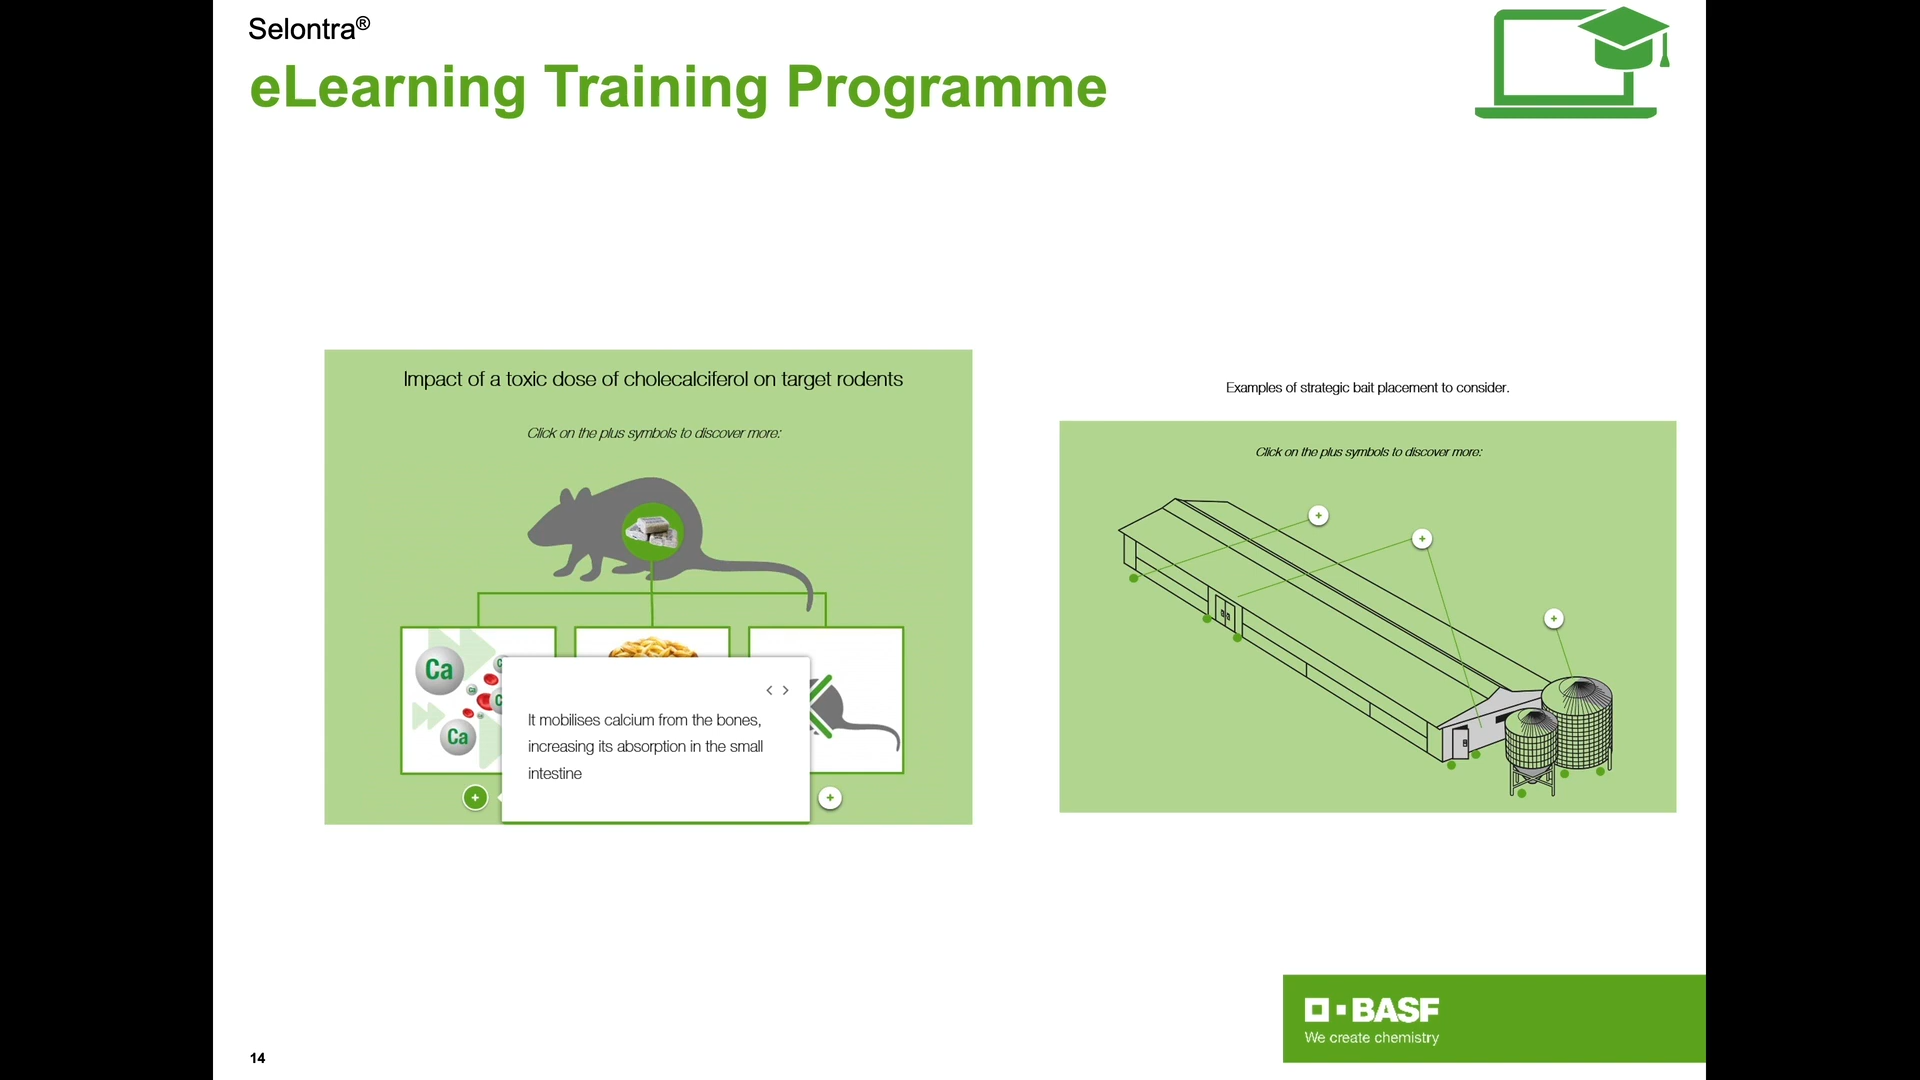 Selontra®
eLearning Training Programme
Impact of a toxic dose of cholecalciferol on target rodents
Click on the plus symbols to discover more:
Ca
Ca
It mobilises calcium from the bones,
increasing its absorption in the small
intestine
Examples of strategic bait placement to consider.
Click on the plus symbols to discover more:
BASF
We create chemistry
14